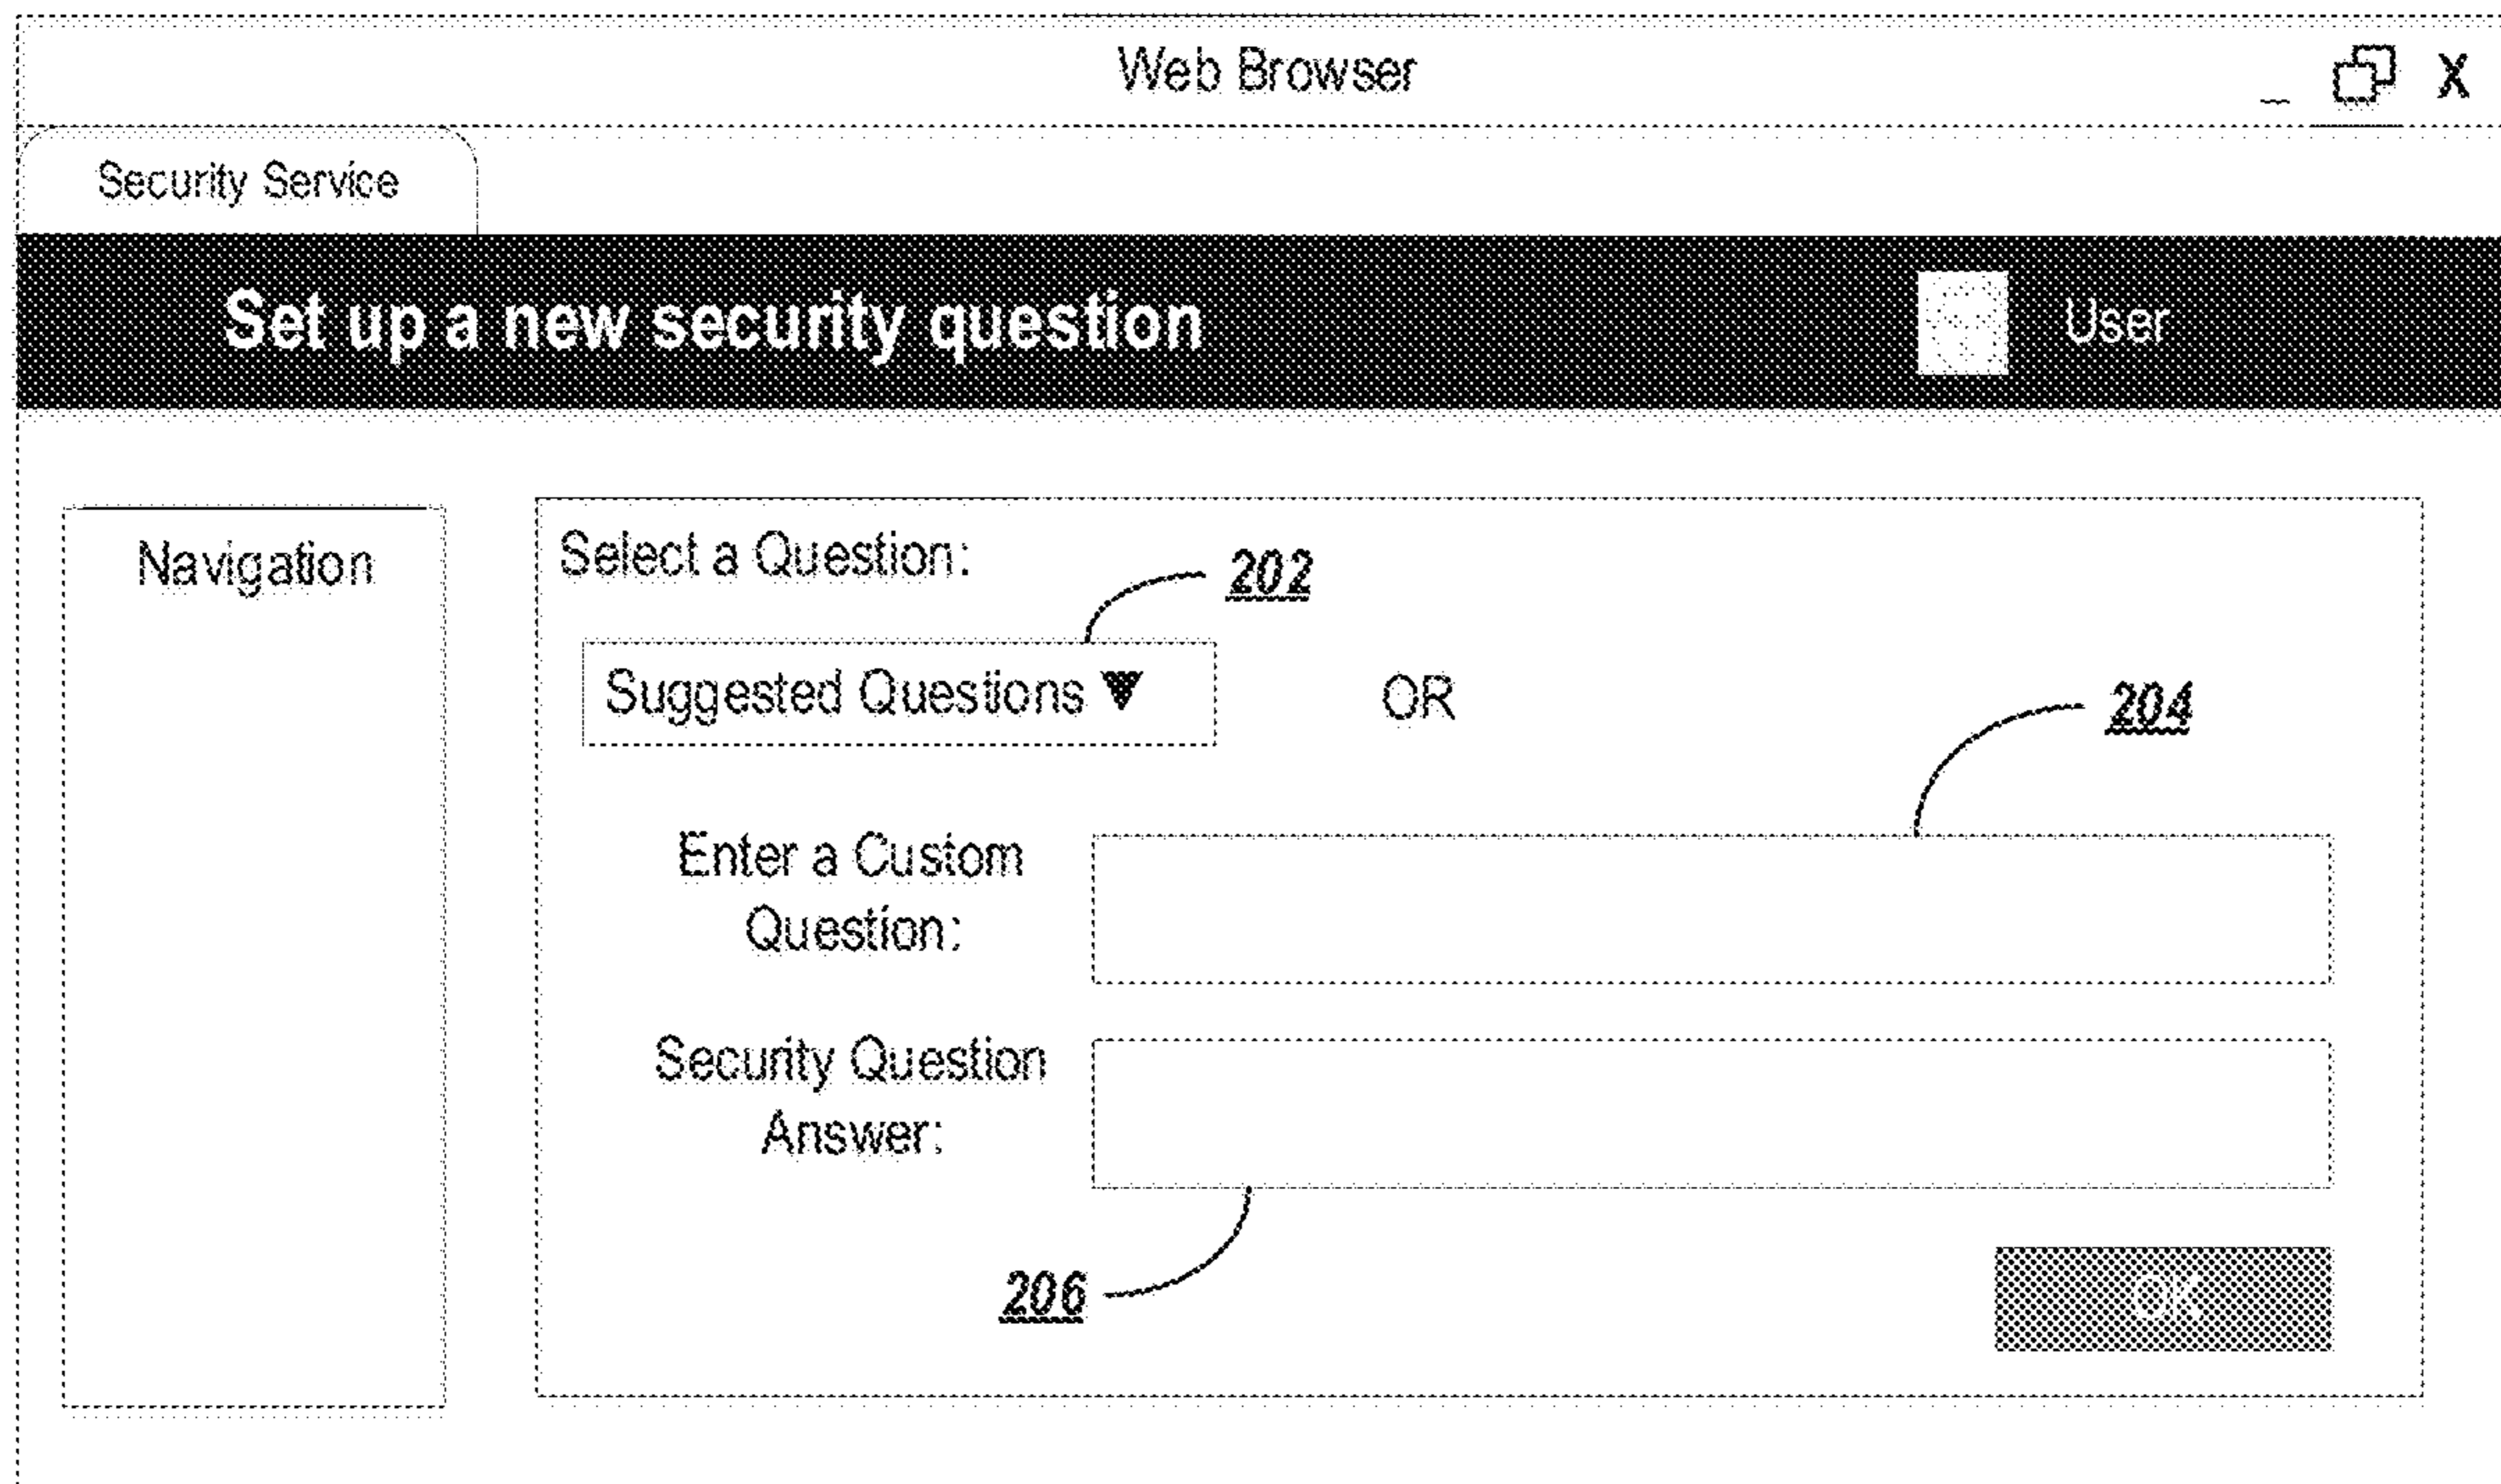 Web Browser
_ X
Security Service
Set up a new security question
User
Navigation
Select a Question:
202
Suggested Questions ▼
OR
204
Enter a Custom
Question:
Security Question
Answer:
206
OK